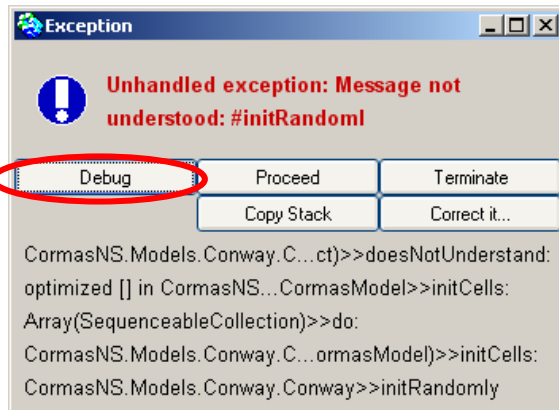 Exception
Unhandled exception: Message not
understood: #initRandoml
Debug
Proceed
Terminate
Copy Stack
Correct it...
CormasNS.Models.Conway.C...ct)>>doesNotUnderstand:
optimized [] in CormasNS...CormasModel>>initCells:
Array(SequenceableCollection)>>do:
CormasNS.Models.Conway.C...ormasModel)>>initCells:
CormasNS.Models.Conway.Conway>>initRandomly